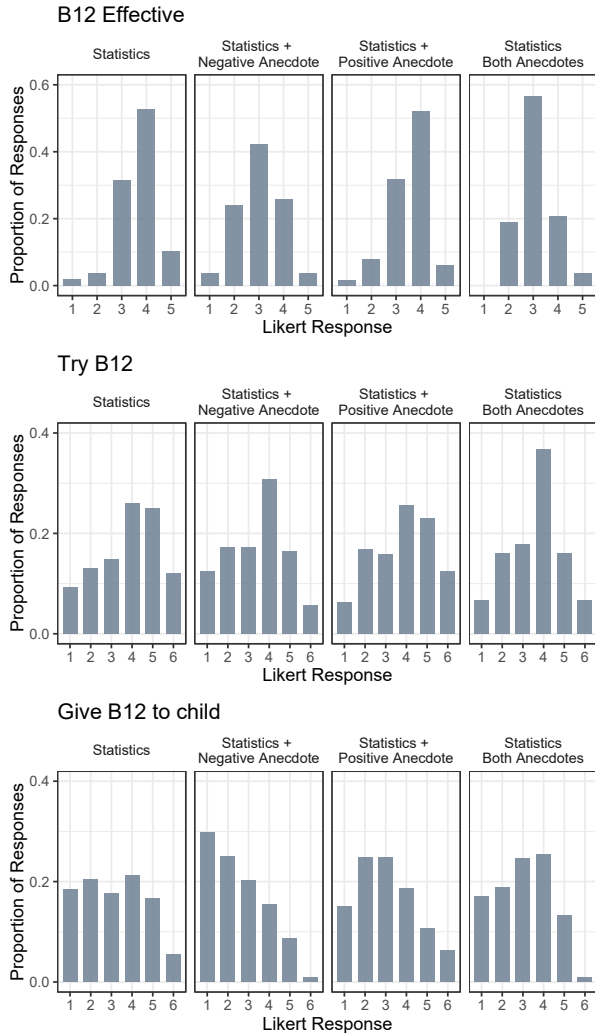 B12 Effective
Statistics
Statistics +
Negative Anecdote
Statistics +
Positive Anecdote
Statistics
Both Anecdotes
Proportion of Responses
0.6
0.4
0.2
0.0
1 2 3 4 5 1 2 3 4 5 1 2 3 4 5 1 2 3 4 5
Likert Response
Try B12
Statistics
Statistics +
Negative Anecdote
Statistics +
Positive Anecdote
Statistics
Both Anecdotes
Proportion of Responses
0.4
0.2
0.0
1 2 3 4 5 6 1 2 3 4 5 6 1 2 3 4 5 6 1 2 3 4 5 6
Likert Response
Give B12 to child
Statistics
Statistics +
Negative Anecdote
Statistics +
Positive Anecdote
Statistics
Both Anecdotes
Proportion of Responses
0.4
0.2
0.0
1 2 3 4 5 6 1 2 3 4 5 6 1 2 3 4 5 6 1 2 3 4 5 6
Likert Response